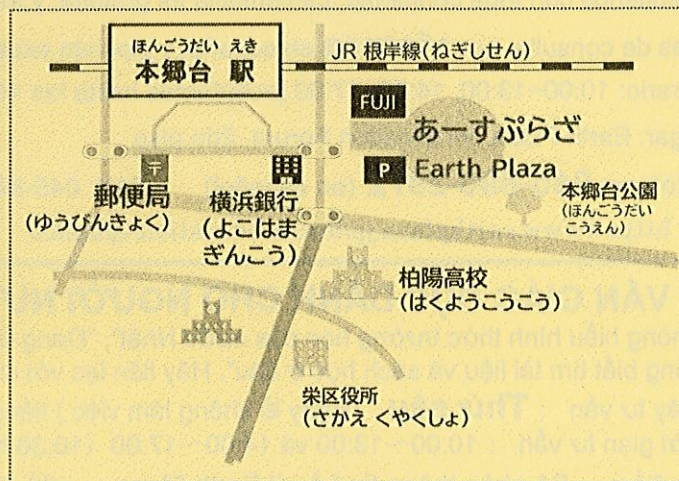 ほんごうだい えき
本郷台 駅
JR 根岸線(ねぎしせん)
FUJI
あーすぷらざ
P Earth Plaza
〒
郵便局
(ゆうびんきょく)
横浜銀行
(よこはま
ぎんこう)
本郷台公園
(ほんごうだい
こうえん)
柏陽高校
(はくようこうこう)
栄区役所
(さかえ くやくしょ)